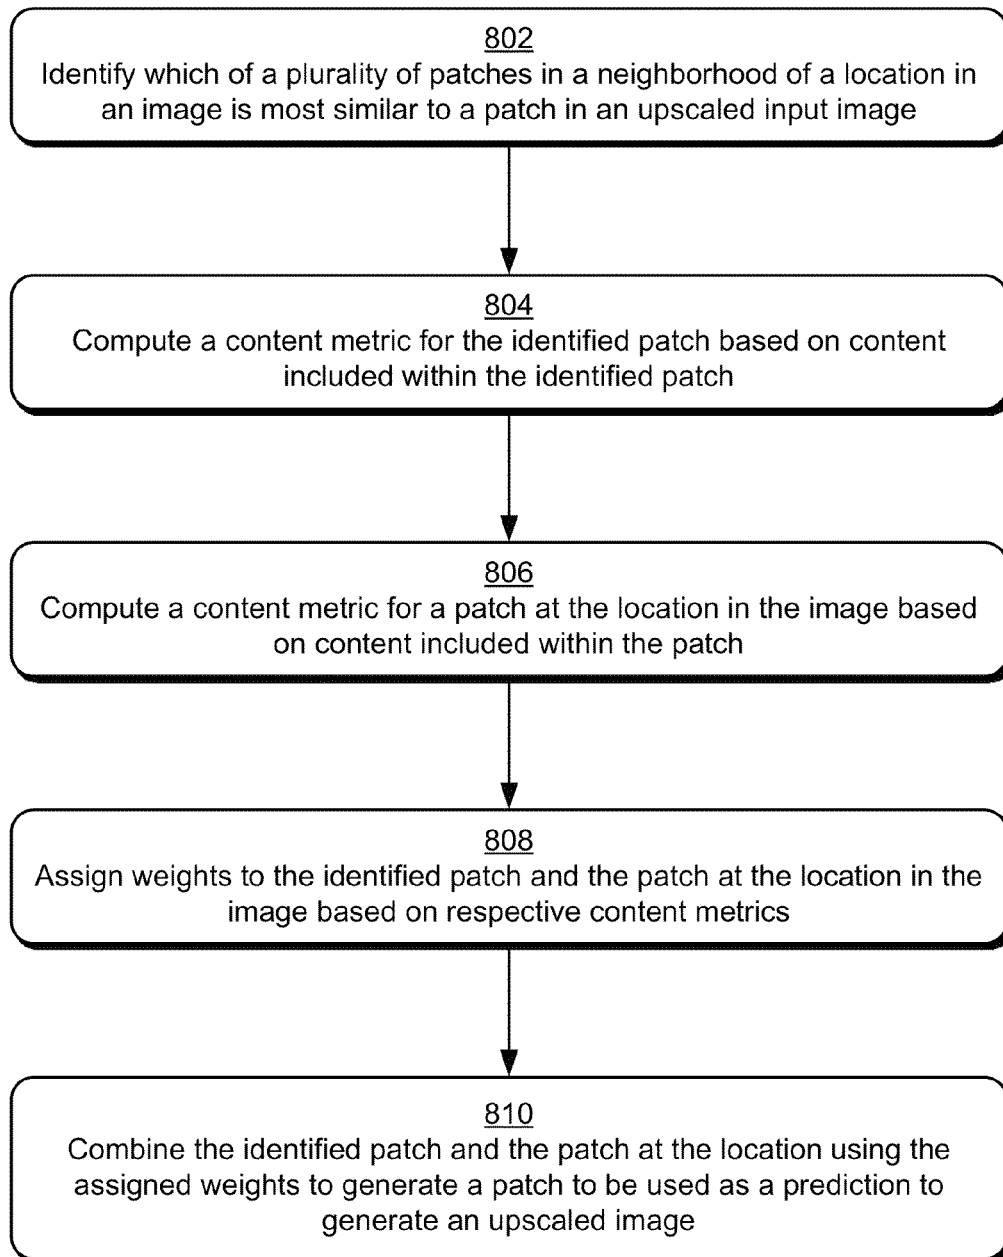 802
Identify which of a plurality of patches in a neighborhood of a location in
an image is most similar to a patch in an upscaled input image
804
Compute a content metric for the identified patch based on content
included within the identified patch
806
Compute a content metric for a patch at the location in the image based
on content included within the patch
808
Assign weights to the identified patch and the patch at the location in the
image based on respective content metrics
810
Combine the identified patch and the patch at the location using the
assigned weights to generate a patch to be used as a prediction to
generate an upscaled image